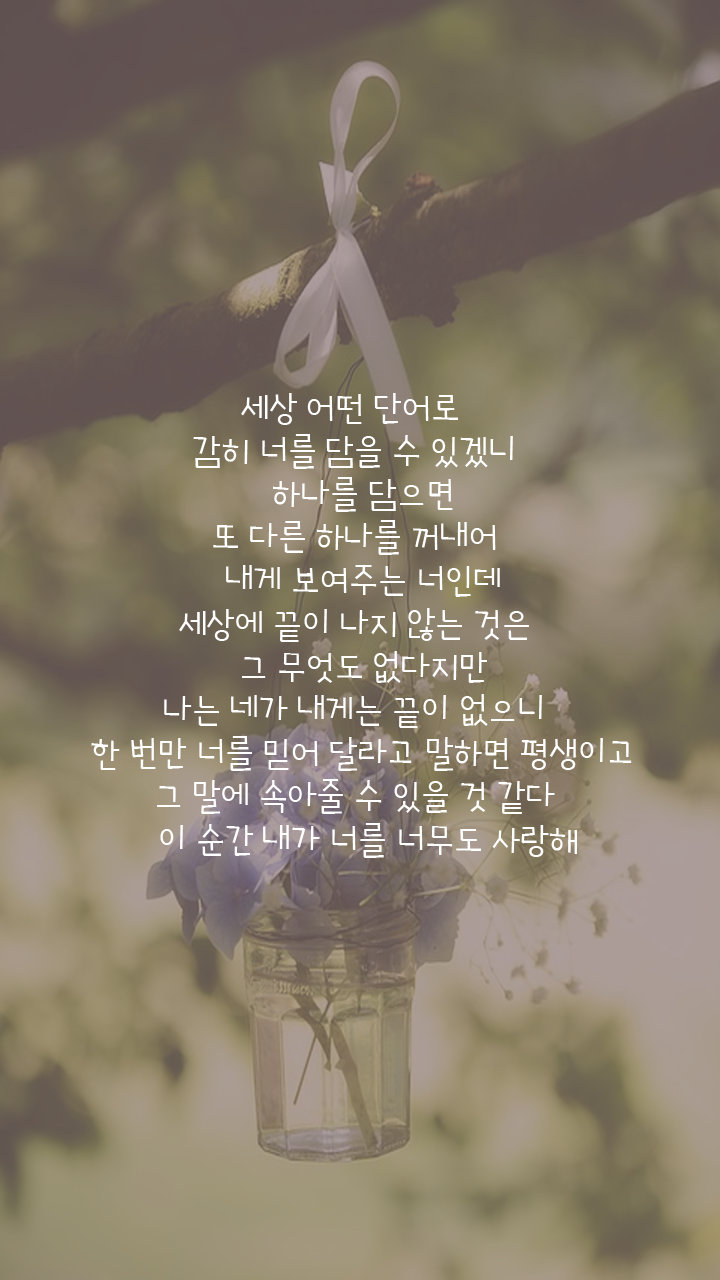 세상 어떤 단어로
감히 너를 담을 수 있겠니
하나를 담으면
또 다른 하나를 꺼내어
내게 보여주는 너인데
세상에 끝이 나지 않는 것은
그 무엇도 없다지만
나는 네가 내게는 끝이 없으니
한 번만 너를 믿어 달라고 말하면 평생이고
그 말에 속아줄 수 있을 것 같다
이 순간 내가 너를 너무도 사랑해